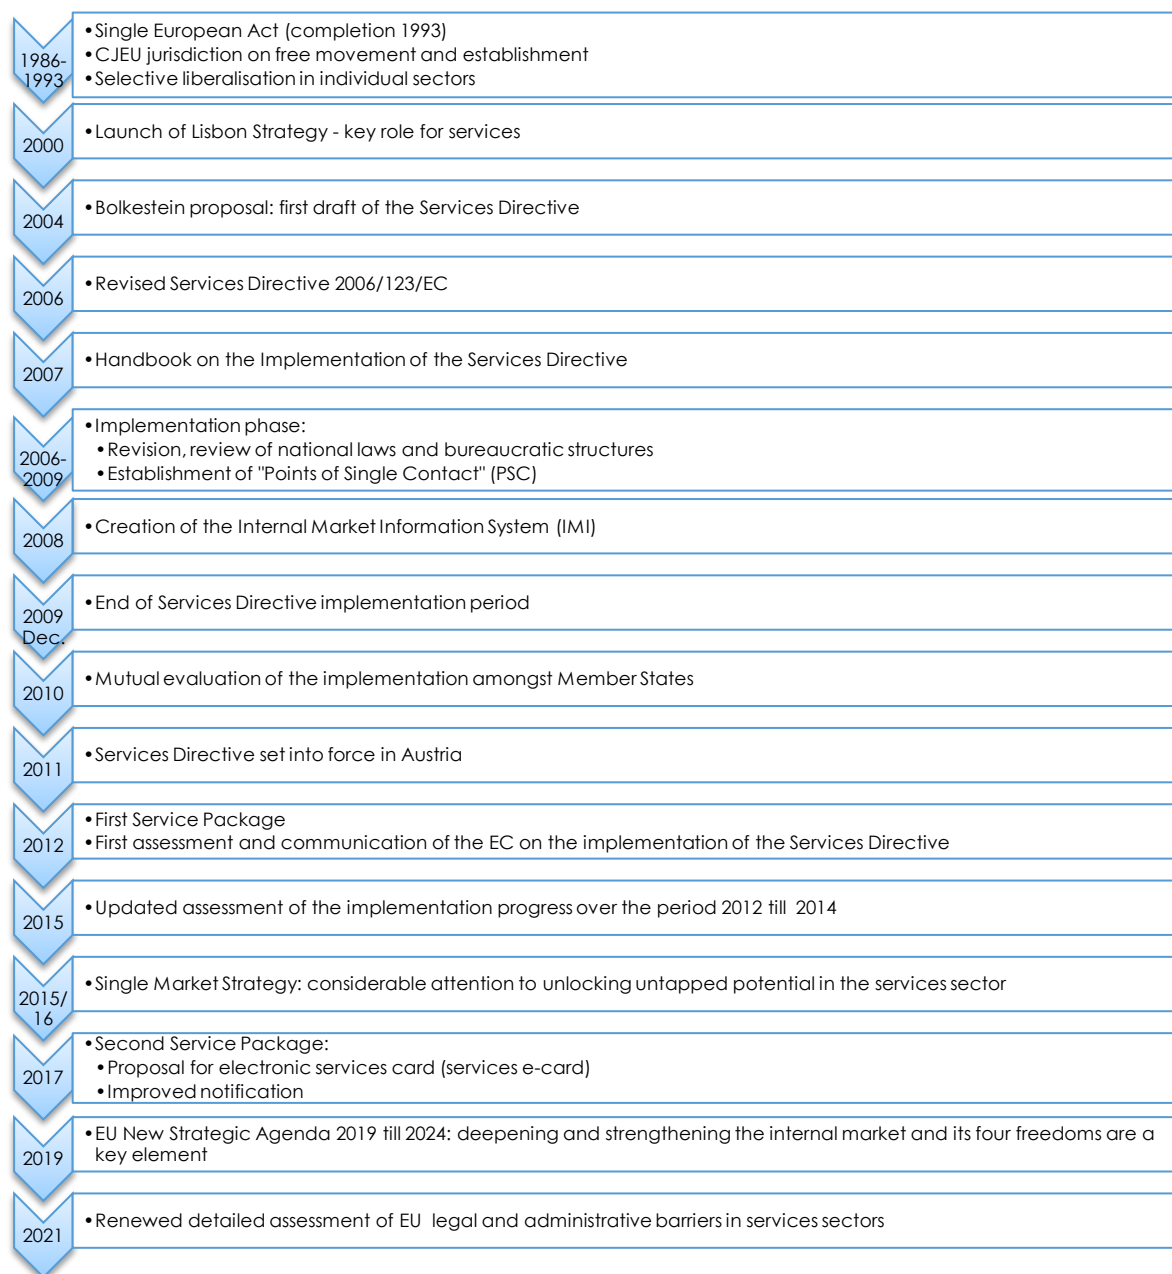 1986-
1993
•Single European Act (completion 1993)
•CJEU jurisdiction on free movement and establishment
•Selective liberalisation in individual sectors
2000
•Launch of Lisbon Strategy - key role for services
2004
•Bolkestein proposal: first draft of the Services Directive
2006
•Revised Services Directive 2006/123/EC
2007
•Handbook on the Implementation of the Services Directive
2006-
2009
•Implementation phase:
•Revision, review of national laws and bureaucratic structures
•Establishment of "Points of Single Contact" (PSC)
2008
•Creation of the Internal Market Information System (IMI)
2009
Dec.
•End of Services Directive implementation period
2010
•Mutual evaluation of the implementation amongst Member States
2011
•Services Directive set into force in Austria
2012
•First Service Package
•First assessment and communication of the EC on the implementation of the Services Directive
2015
•Updated assessment of the implementation progress over the period 2012 till 2014
2015/
16
•Single Market Strategy: considerable attention to unlocking untapped potential in the services sector
2017
•Second Service Package:
•Proposal for electronic services card (services e-card)
•Improved notification
2019
•EU New Strategic Agenda 2019 till 2024: deepening and strengthening the internal market and its four freedoms are a
key element
2021
•Renewed detailed assessment of EU legal and administrative barriers in services sectors